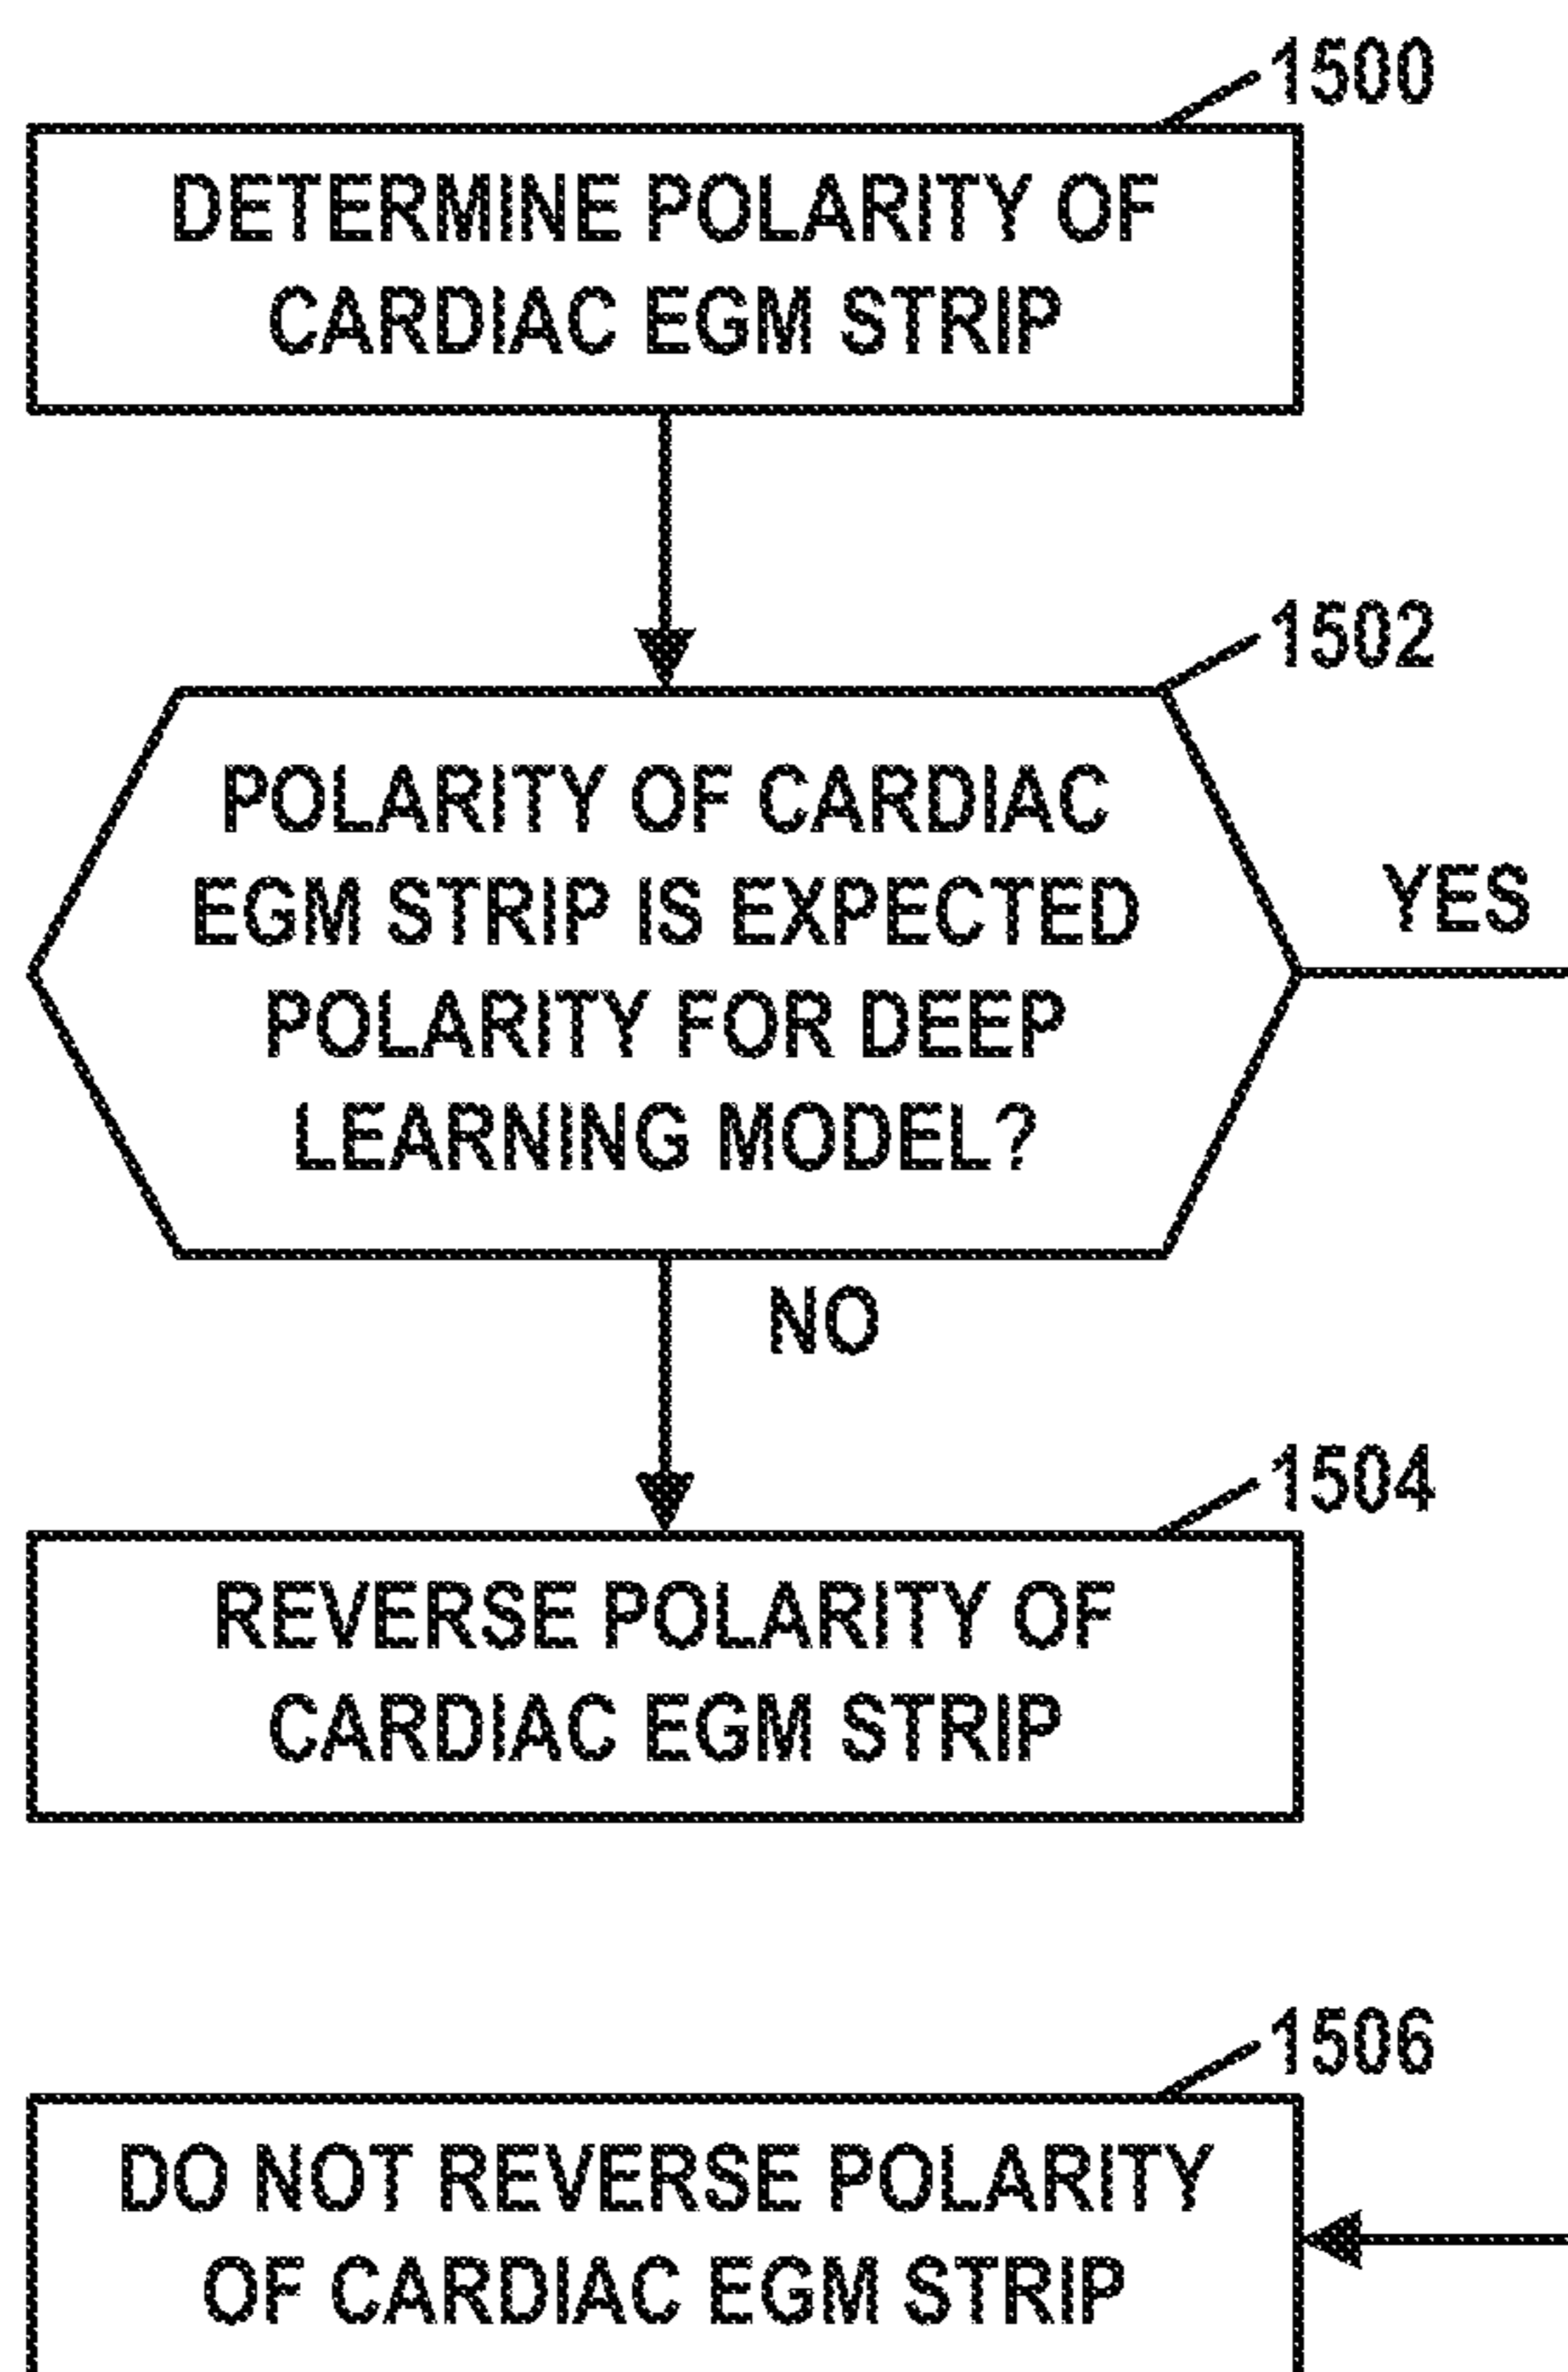 1500
DETERMINE POLARITY OF
CARDIAC EGM STRIP
1502
POLARITY OF CARDIAC
EGM STRIP IS EXPECTED
POLARITY FOR DEEP
LEARNING MODEL?
YES
NO
1504
REVERSE POLARITY OF
CARDIAC EGM STRIP
1506
DO NOT REVERSE POLARITY
OF CARDIAC EGM STRIP